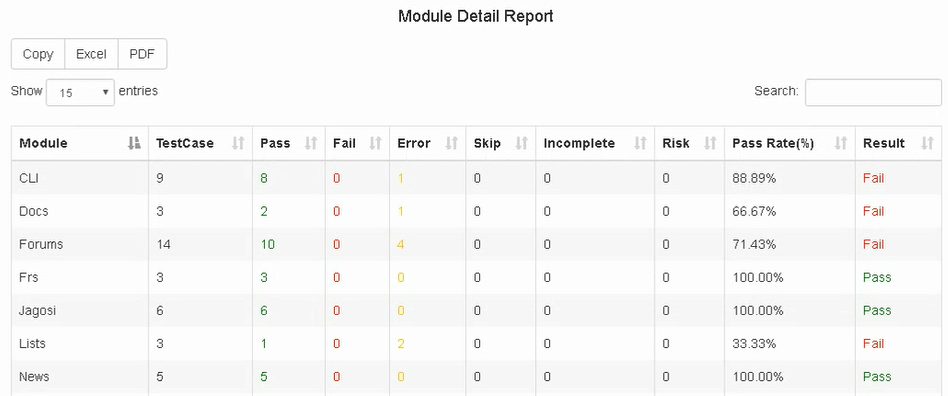 Module Detail Report
Copy Excel PDF
Show 15 entries Search:
Module TestCase Pass Fail Error Skip Incomplete Risk Pass Rate(%) Result
CLI 9 8 0 1 0 0 0 88.89% Fail
Docs 3 2 0 1 0 0 0 66.67% Fail
Forums 14 10 0 4 0 0 0 71.43% Fail
Frs 3 3 0 0 0 0 0 100.00% Pass
Jagosi 6 6 0 0 0 0 0 100.00% Pass
Lists 3 1 0 2 0 0 0 33.33% Fail
News 5 5 0 0 0 0 0 100.00% Pass